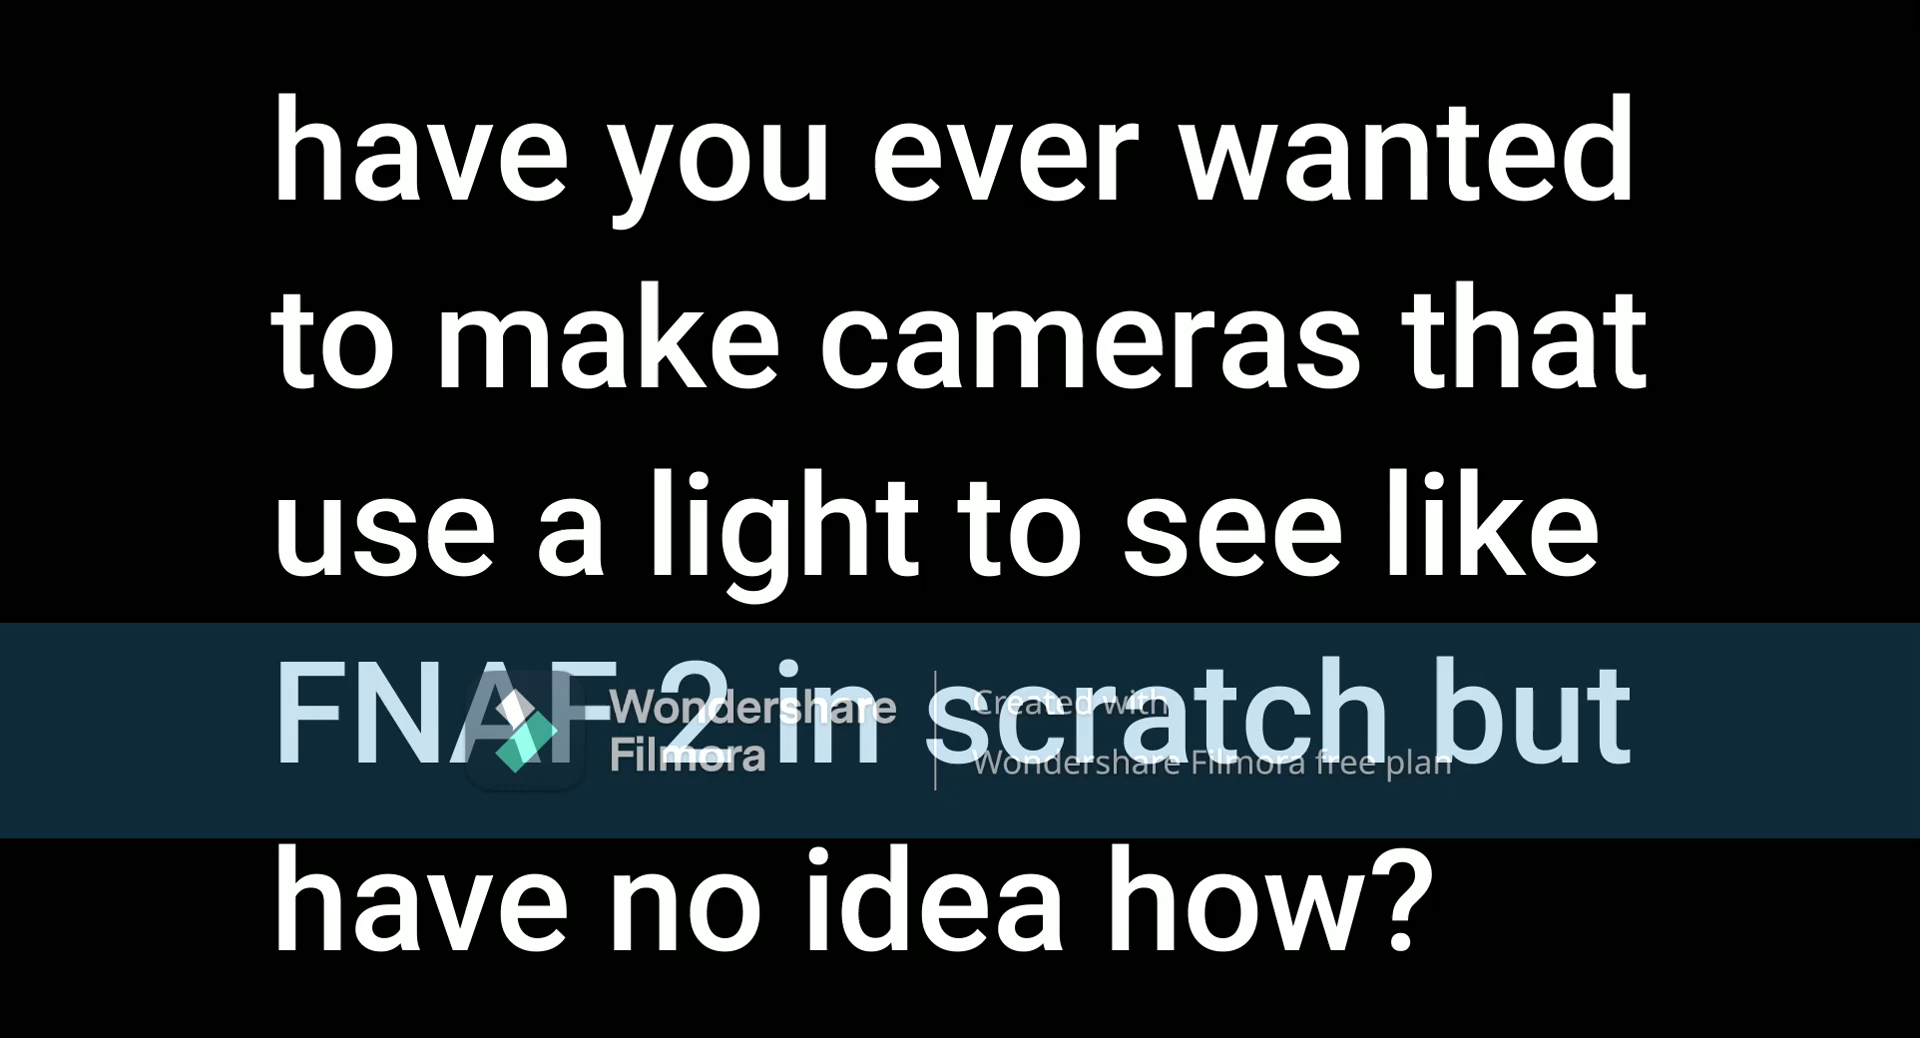 have you ever wanted
to make cameras that
use a light to see like
FNAF 2 in scratch but
Wondershare
Filmora
Created with
Wondershare Filmora free plan
have no idea how?